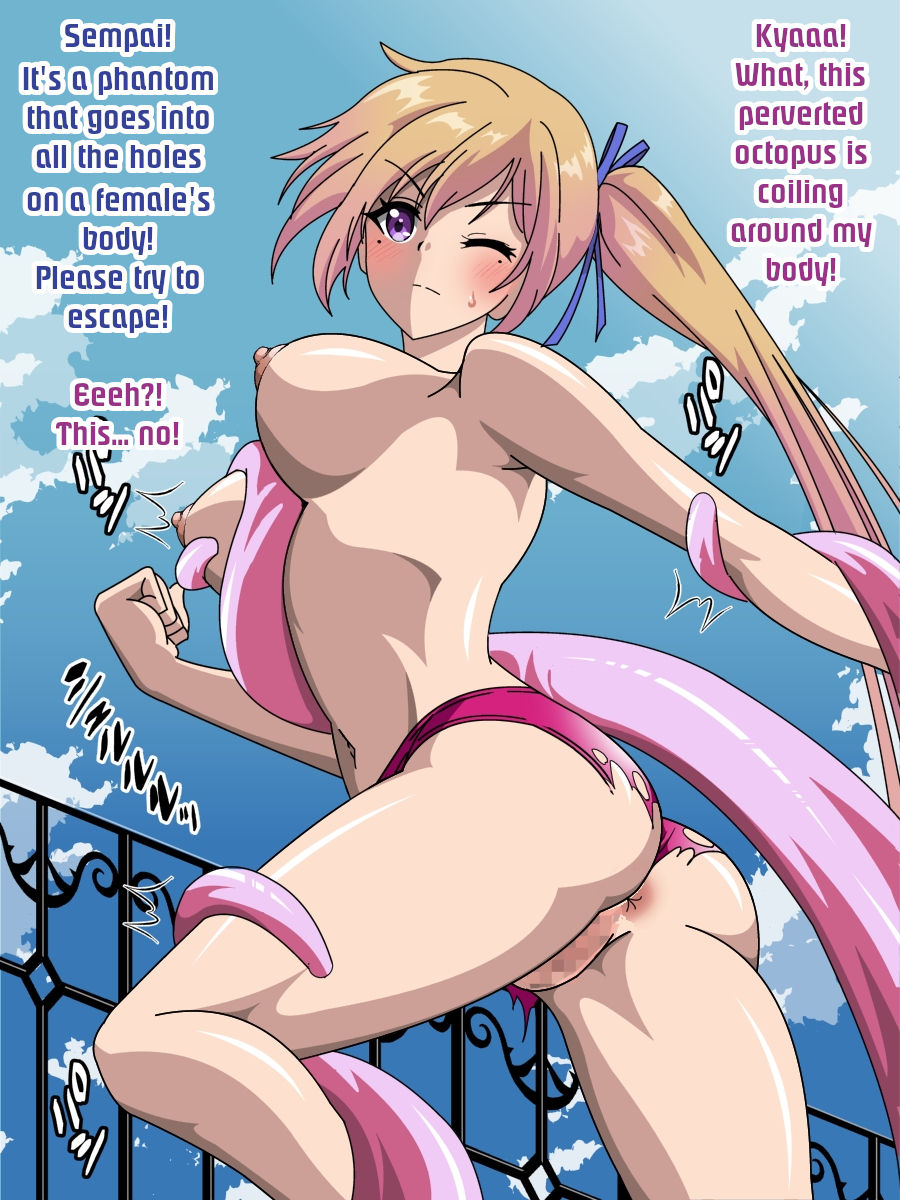 Sempai!
It's a phantom
that goes into
all the holes
on a female's
body!
Please try to
escape!
Eeeh?!
This... no!
Kyaaa!
What, this
perverted
octopus is
coiling
around my
body!